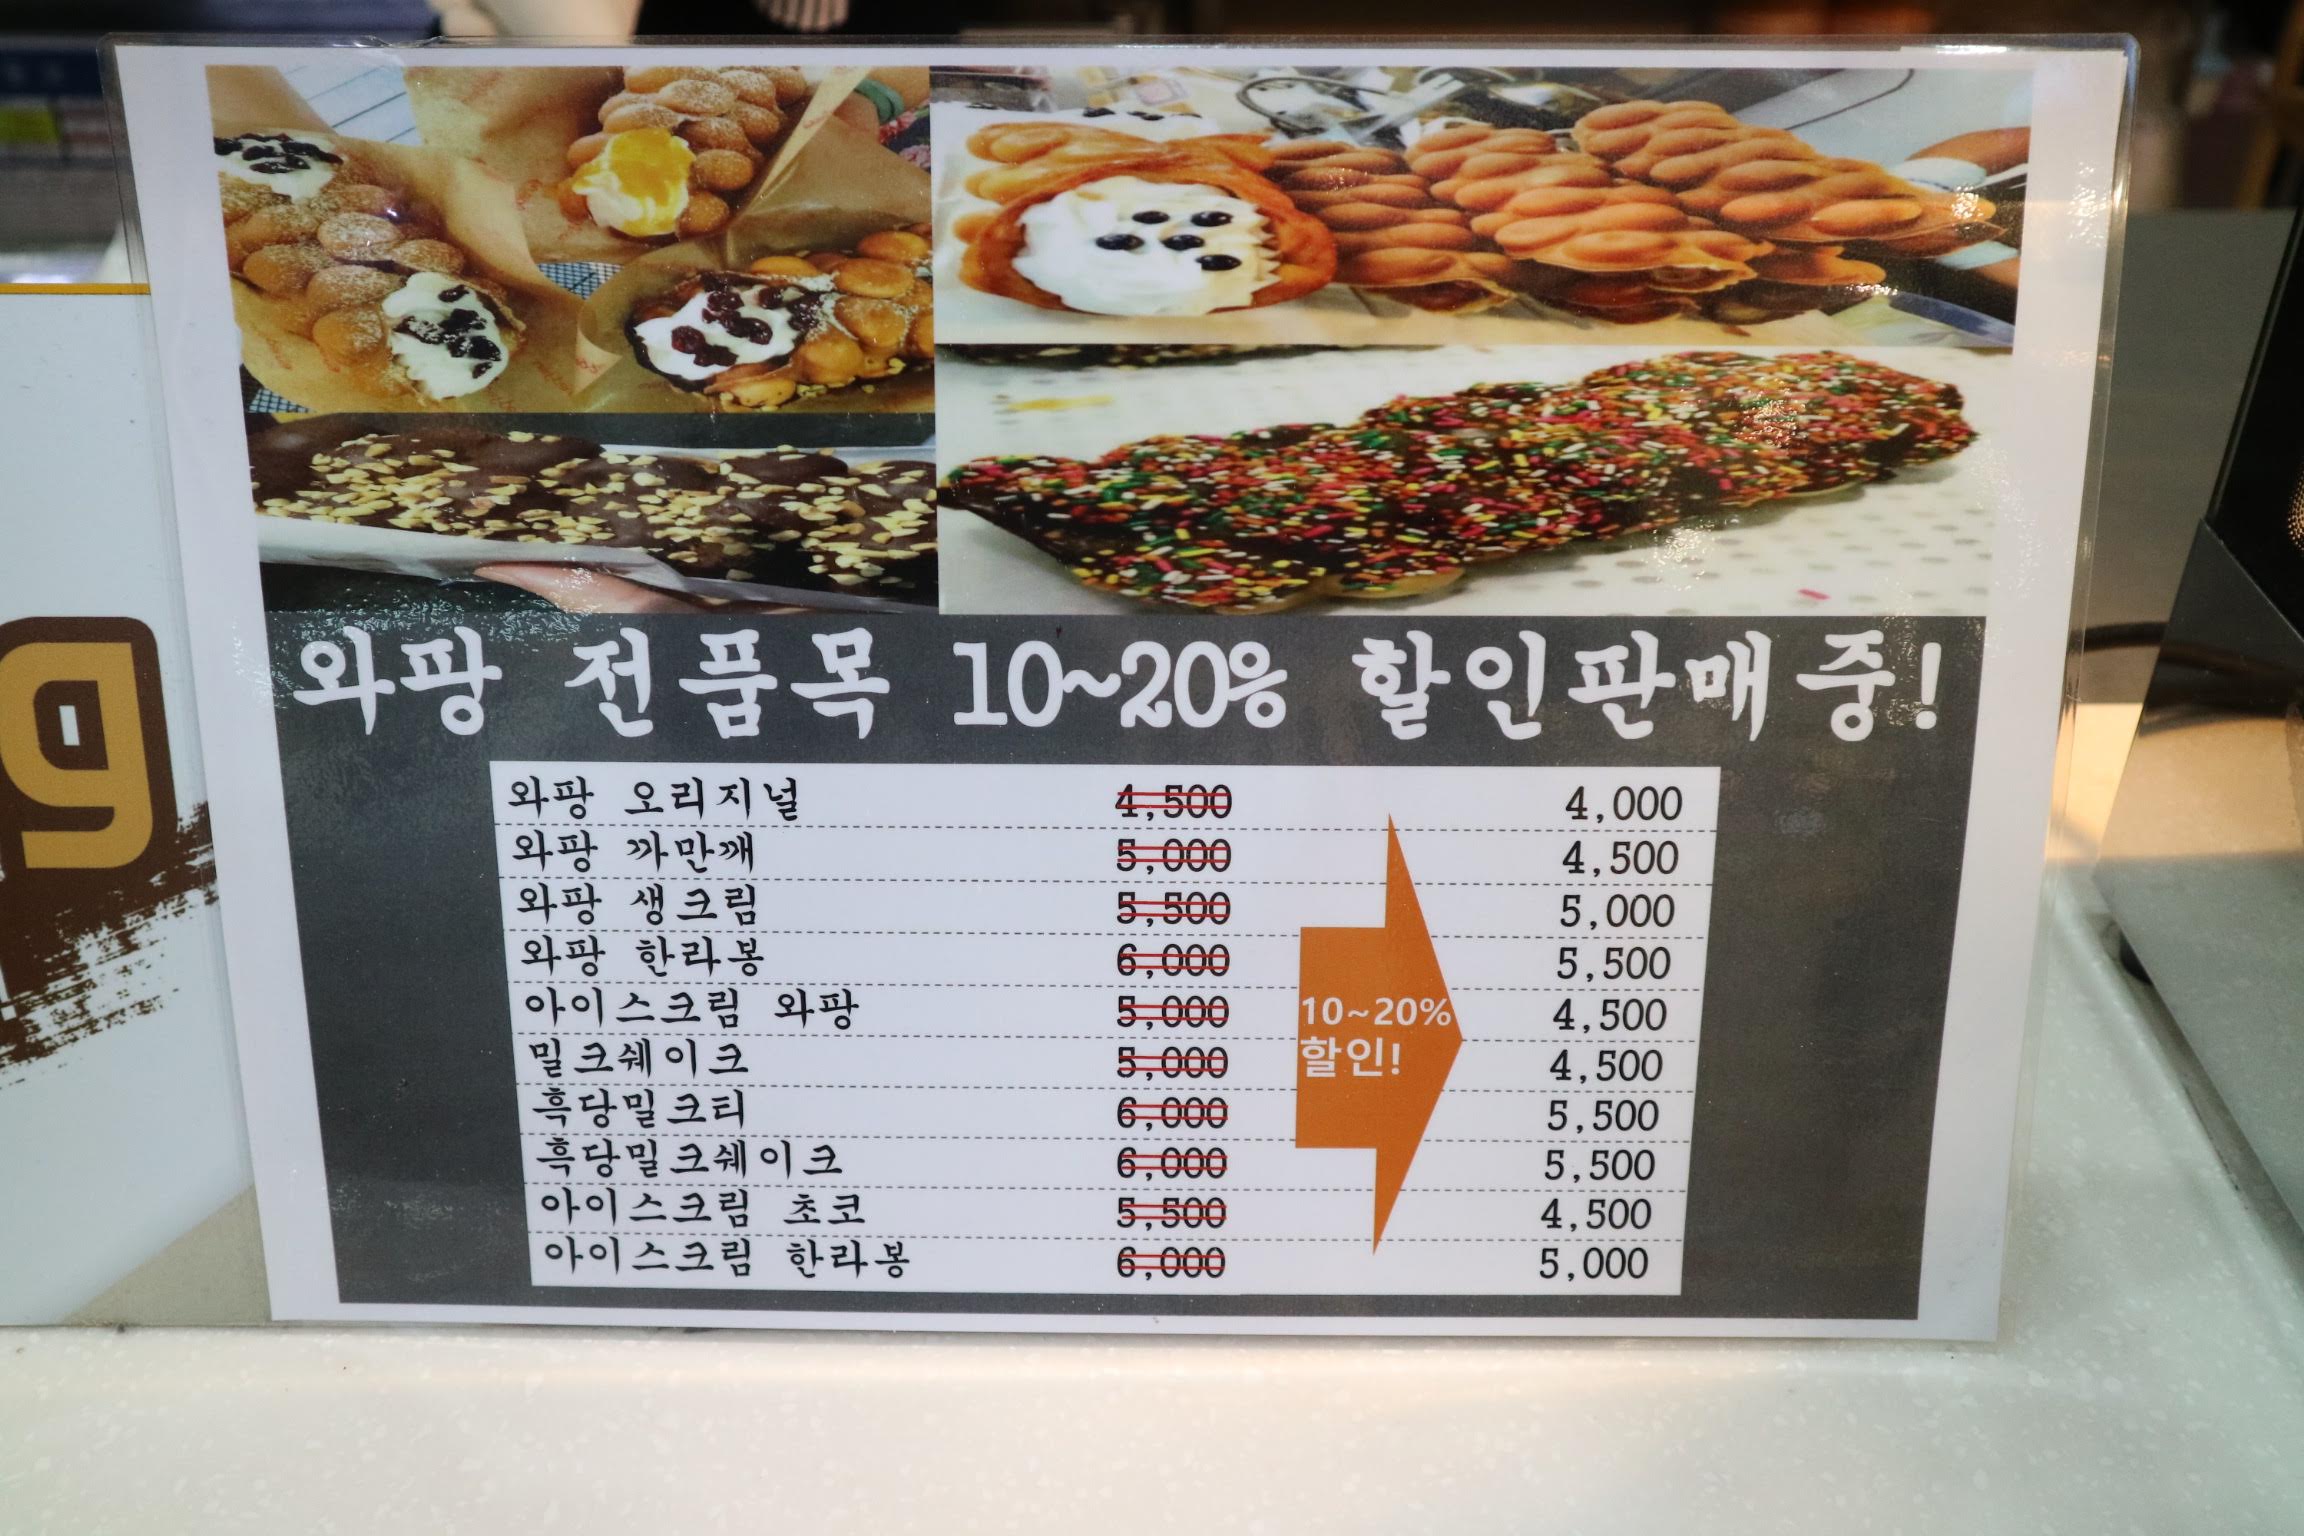 와팡 전품목 10~20% 할인판매중!
와팡 오리지널 4,500 4,000
와팡 까만깨 5,000 4,500
와팡 생크림 5,500 5,000
와팡 한라봉 6,000 5,500
아이스크림 와팡 5,000 4,500
밀크쉐이크 5,000 4,500
흑당밀크티 6,000 5,500
흑당밀크쉐이크 6,000 5,500
아이스크림 초코 5,500 4,500
아이스크림 한라봉 6,000 5,000
10~20%
할인!